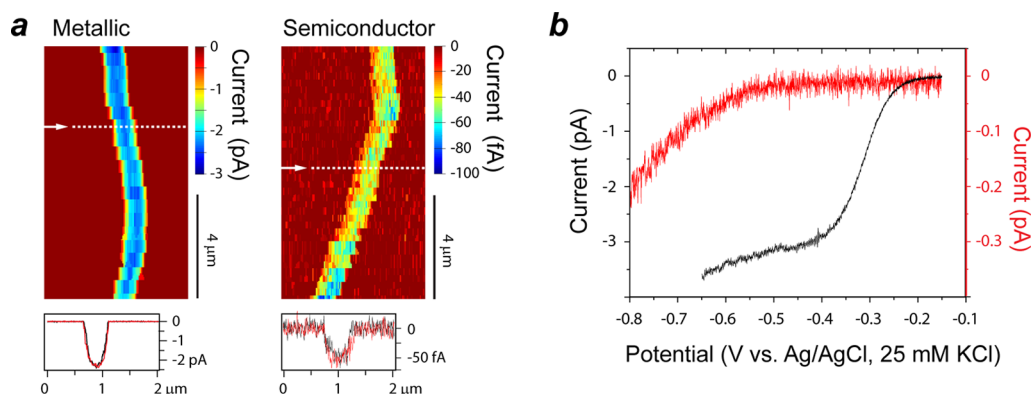 a Metallic Semiconductor b
0
-1
-2
-3
Current (pA)
0
-20
-40
-60
-80
-100
Current (fA)
4 μm
4 μm
0
-1
-2 pA
0 1 2 μm
0
-50 fA
0 1 2 μm
0
-1
-2
-3
Current (pA)
0
-0.1
-0.2
-0.3
Current (pA)
-0.8 -0.7 -0.6 -0.5 -0.4 -0.3 -0.2 -0.1
Potential (V vs. Ag/AgCl, 25 mM KCl)